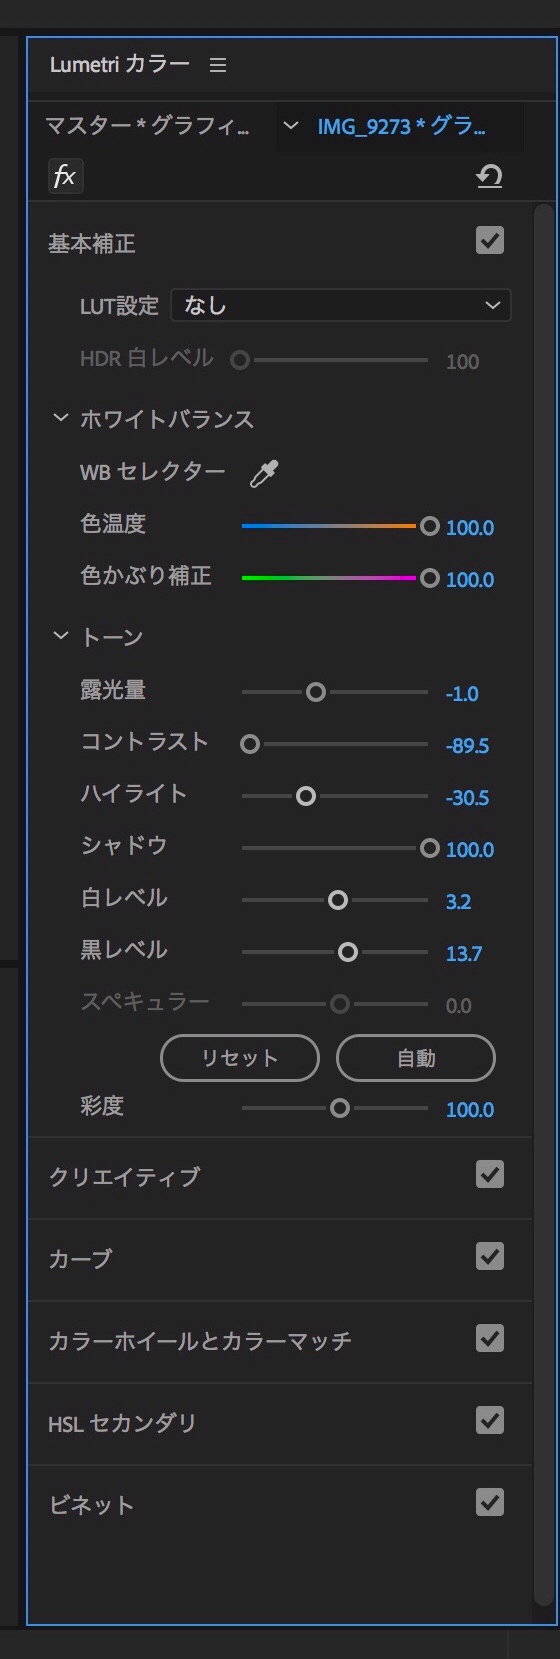 Lumetri カラー
マスター * グラフィ... IMG_9273 * グラ...
fx
基本補正
LUT設定 なし
HDR 白レベル 100
ホワイトバランス
WB セレクター
色温度 100.0
色かぶり補正 100.0
トーン
露光量 -1.0
コントラスト -89.5
ハイライト -30.5
シャドウ 100.0
白レベル 3.2
黒レベル 13.7
スペキュラー 0.0
リセット 自動
彩度 100.0
クリエイティブ
カーブ
カラーホイールとカラーマッチ
HSL セカンダリ
ビネット